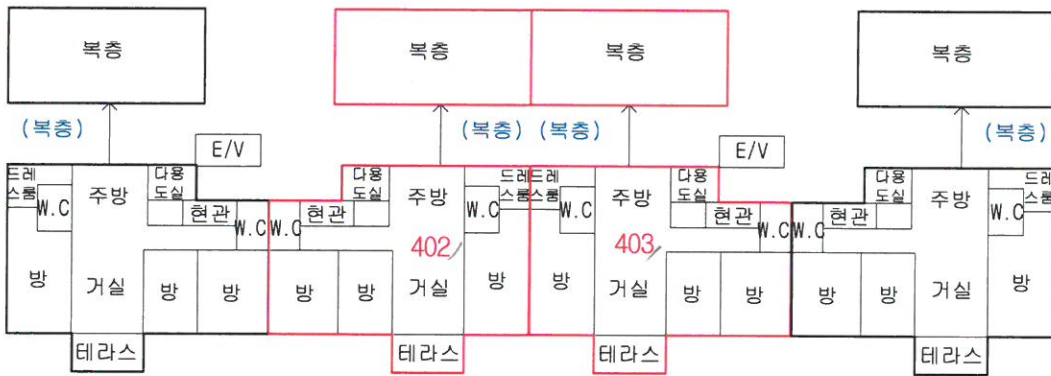 복층 복층 복층 복층
(복층) (복층) (복층) (복층)
E/V E/V
드레스룸 주방 다용도실 다용도실 주방 드레스룸 드레스룸 주방 다용도실 다용도실 주방 드레스룸
W.C 현관 W.C W.C 현관 W.C W.C 현관 W.C W.C 현관 W.C
402 403
방 거실 방 방 방 방 거실 방 방 거실 방 방 방 방 거실 방
테라스 테라스 테라스 테라스